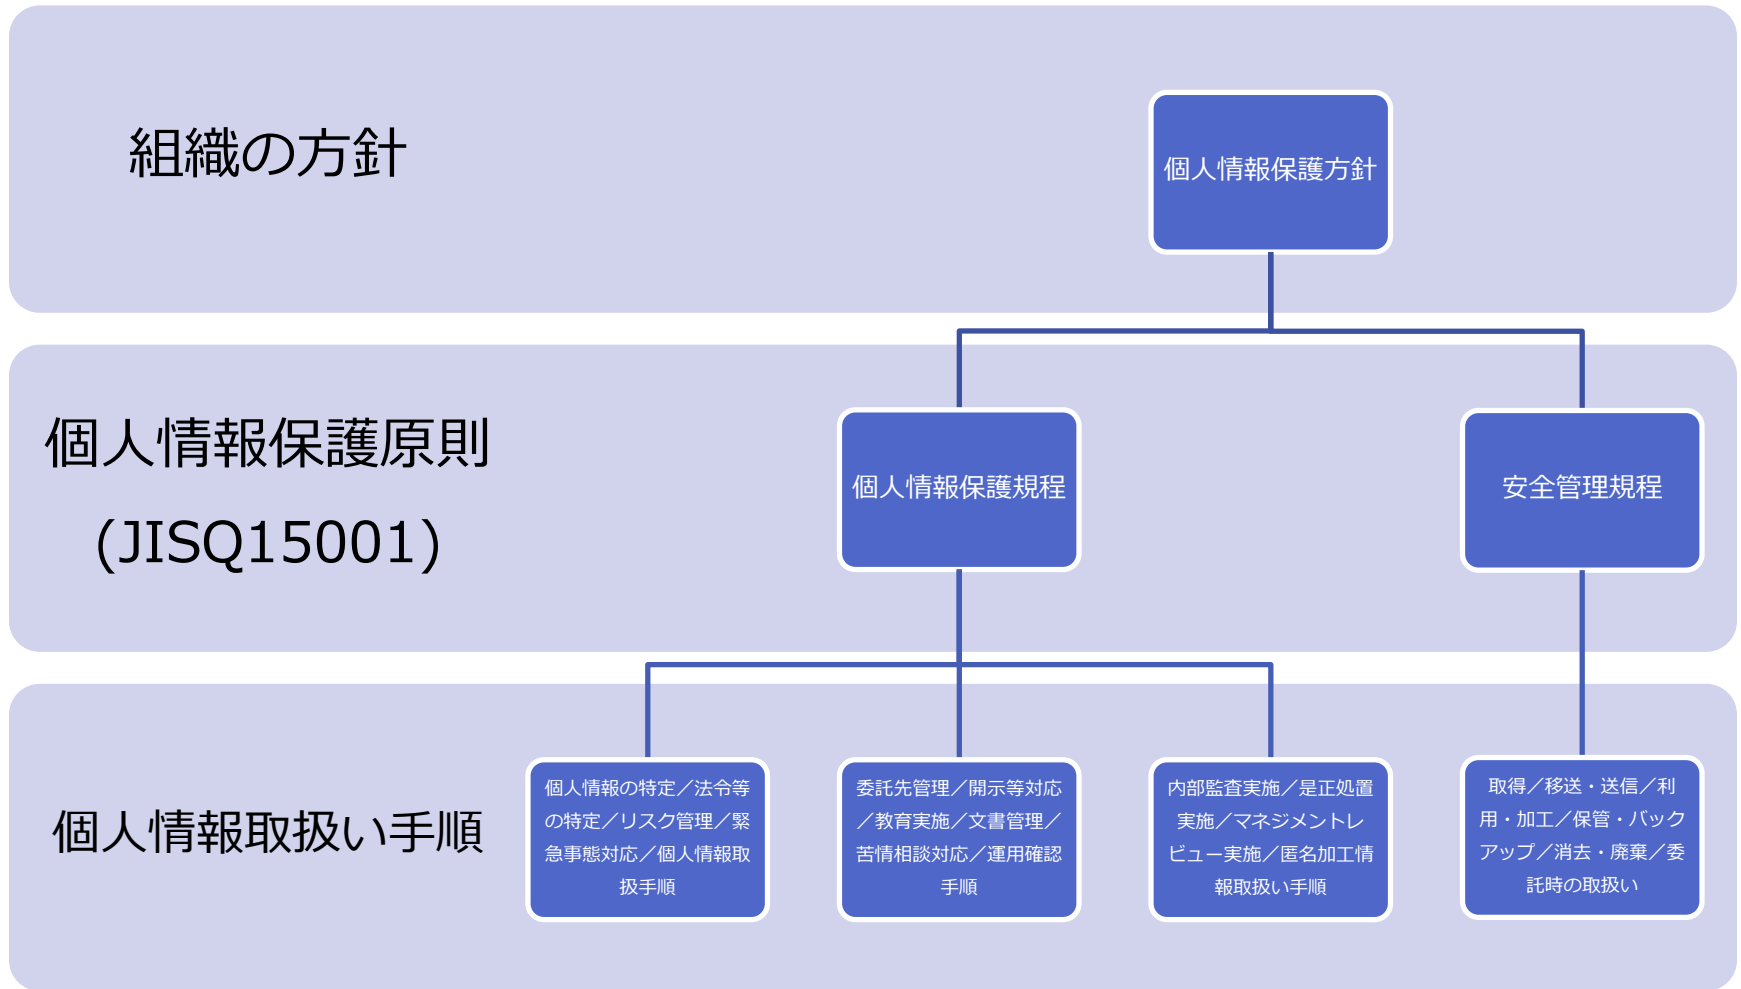 組織の方針
個人情報保護方針
個人情報保護原則
(JISQ15001)
個人情報保護規程
安全管理規程
個人情報取扱い手順
個人情報の特定／法令等
の特定／リスク管理／緊
急事態対応／個人情報取
扱手順
委託先管理／開示等対応
／教育実施／文書管理／
苦情相談対応／運用確認
手順
内部監査実施／是正処置
実施／マネジメントレ
ビュー実施／匿名加工情
報取扱い手順
取得／移送・送信／利
用・加工／保管・バック
アップ／消去・廃棄／委
託時の取扱い